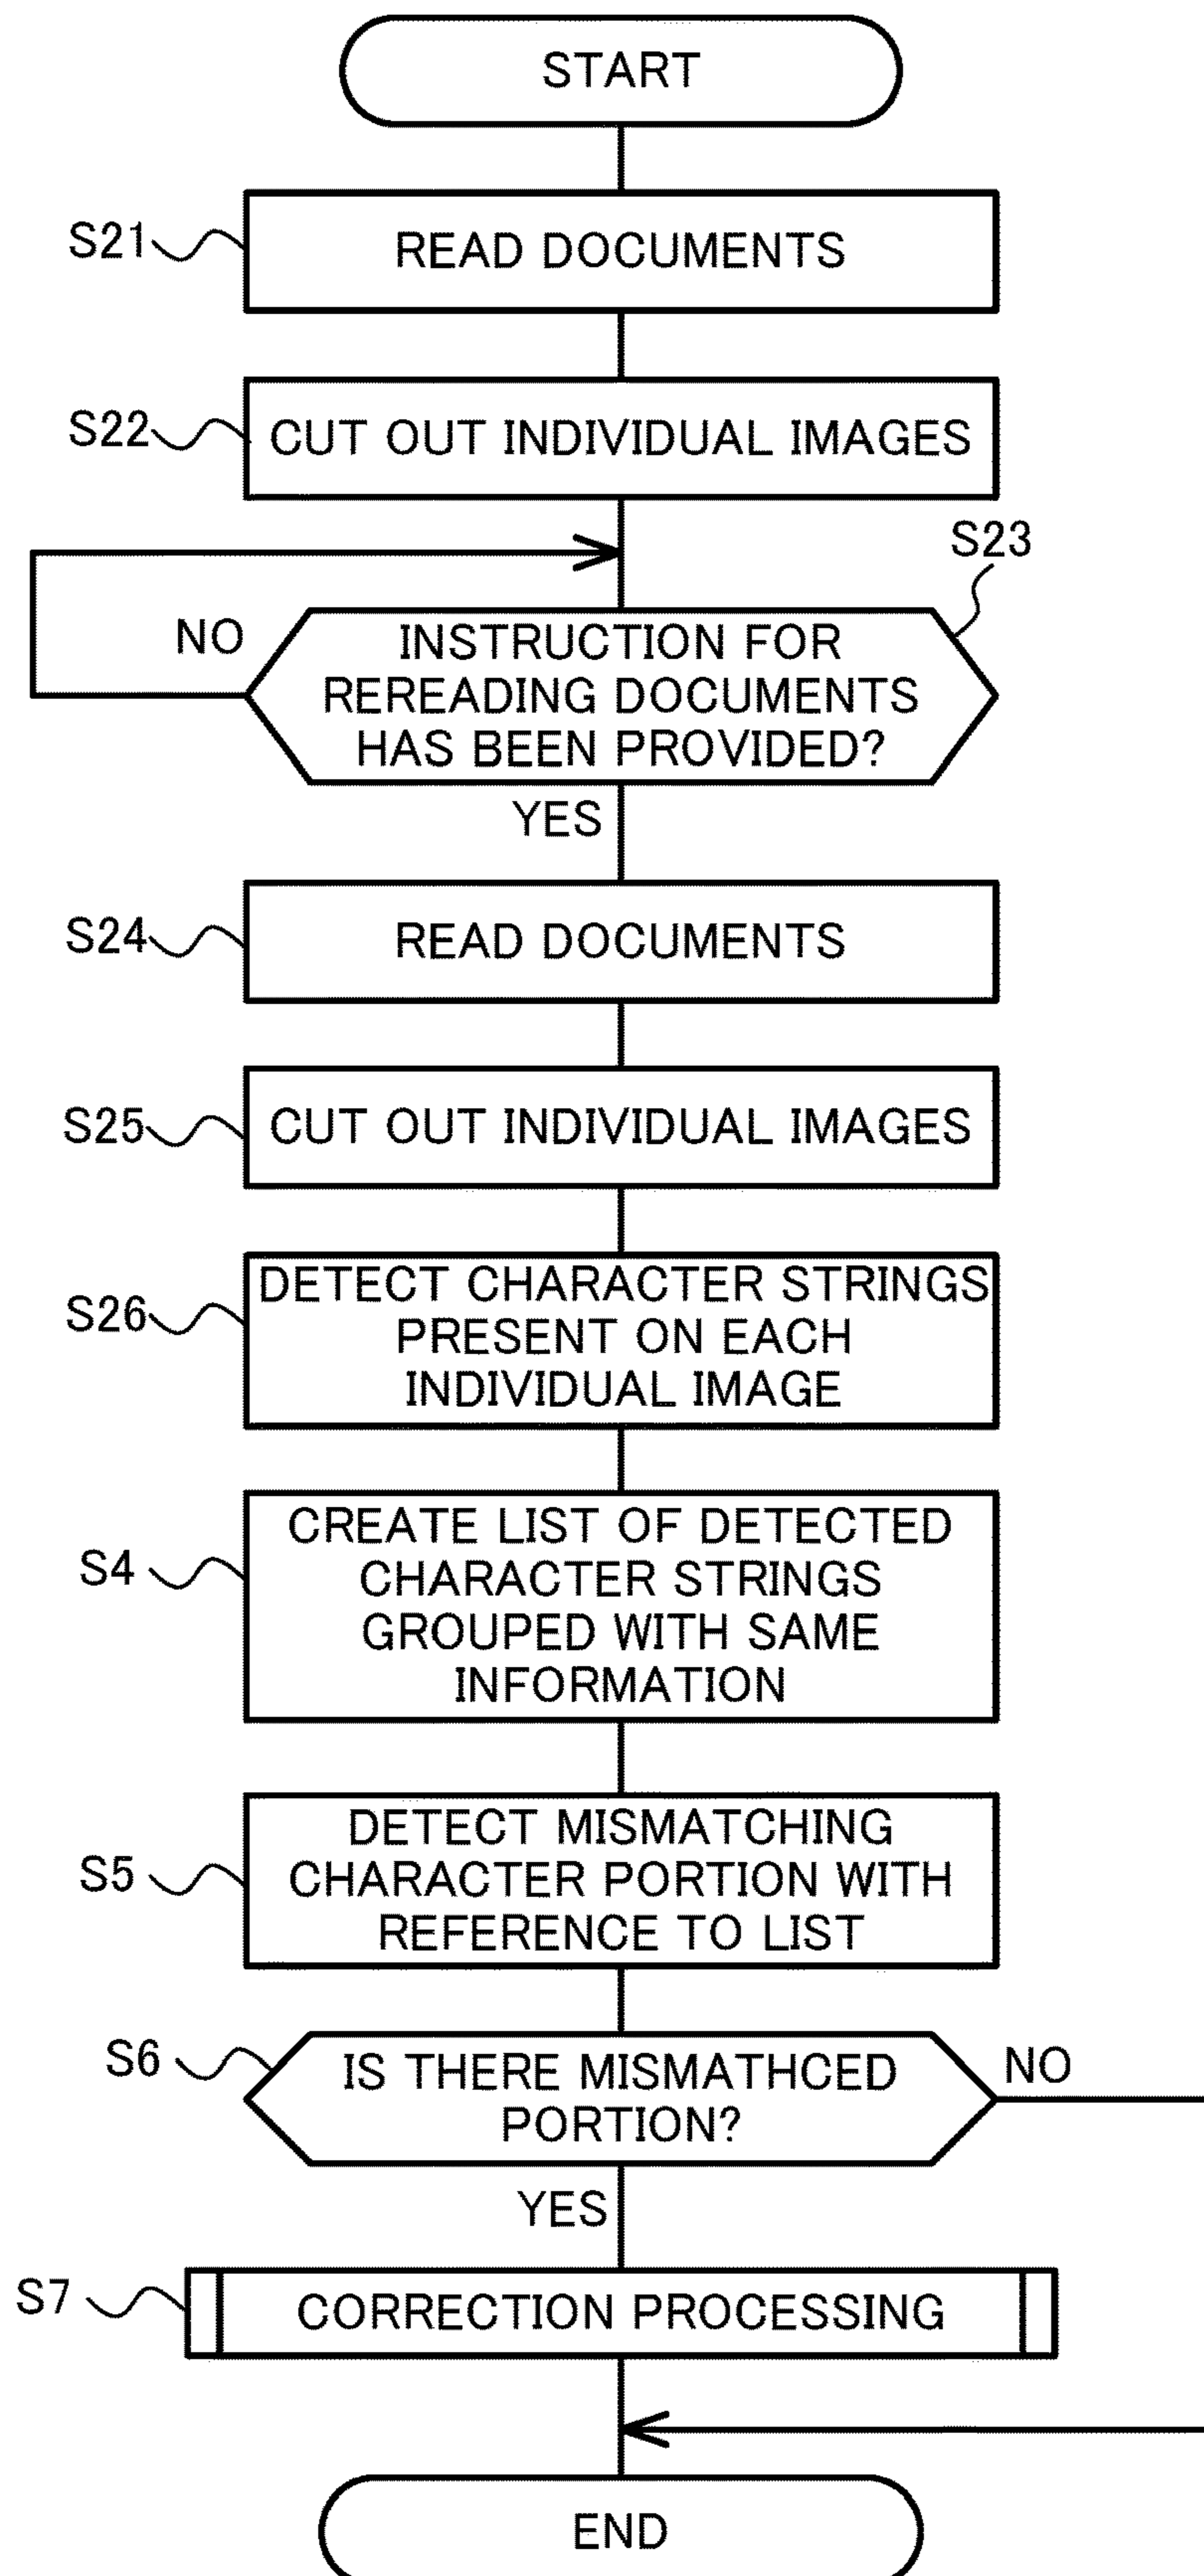 START
S21
READ DOCUMENTS
S22
CUT OUT INDIVIDUAL IMAGES
S23
NO
INSTRUCTION FOR
REREADING DOCUMENTS
HAS BEEN PROVIDED?
YES
S24
READ DOCUMENTS
S25
CUT OUT INDIVIDUAL IMAGES
S26
DETECT CHARACTER STRINGS
PRESENT ON EACH
INDIVIDUAL IMAGE
S4
CREATE LIST OF DETECTED
CHARACTER STRINGS
GROUPED WITH SAME
INFORMATION
S5
DETECT MISMATCHING
CHARACTER PORTION WITH
REFERENCE TO LIST
S6
IS THERE MISMATHCED
PORTION?
NO
YES
S7
CORRECTION PROCESSING
END